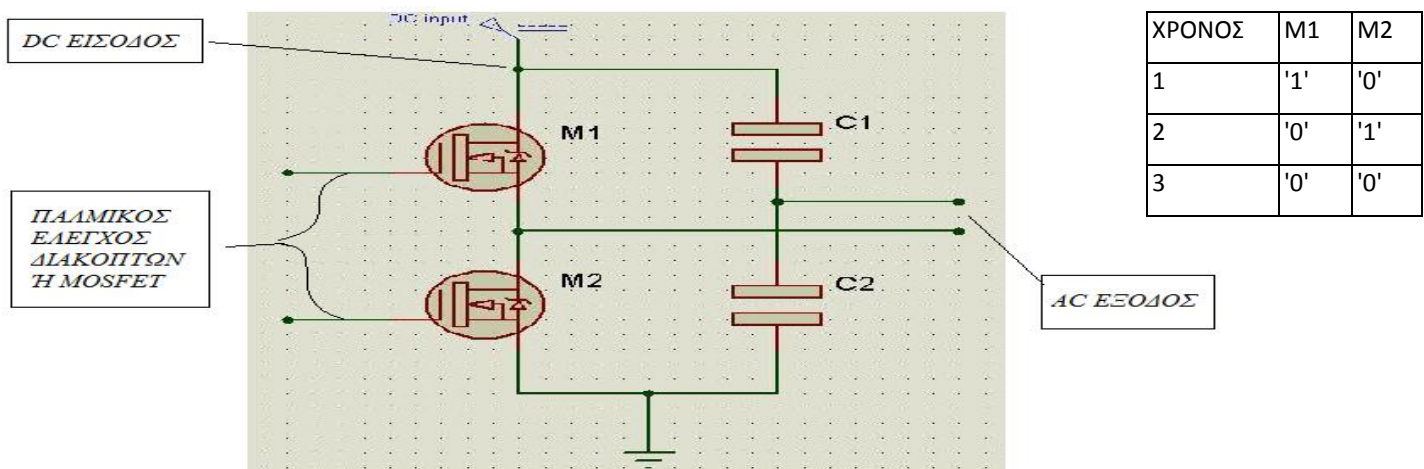 DC input
DC ΕΙΣΟΔΟΣ
M1
C1
ΠΑΛΜΙΚΟΣ
ΕΛΕΓΧΟΣ
ΔΙΑΚΟΠΤΩΝ
Ή MOSFET
M2
C2
AC ΕΞΟΔΟΣ
ΧΡΟΝΟΣ M1 M2
1 '1' '0'
2 '0' '1'
3 '0' '0'